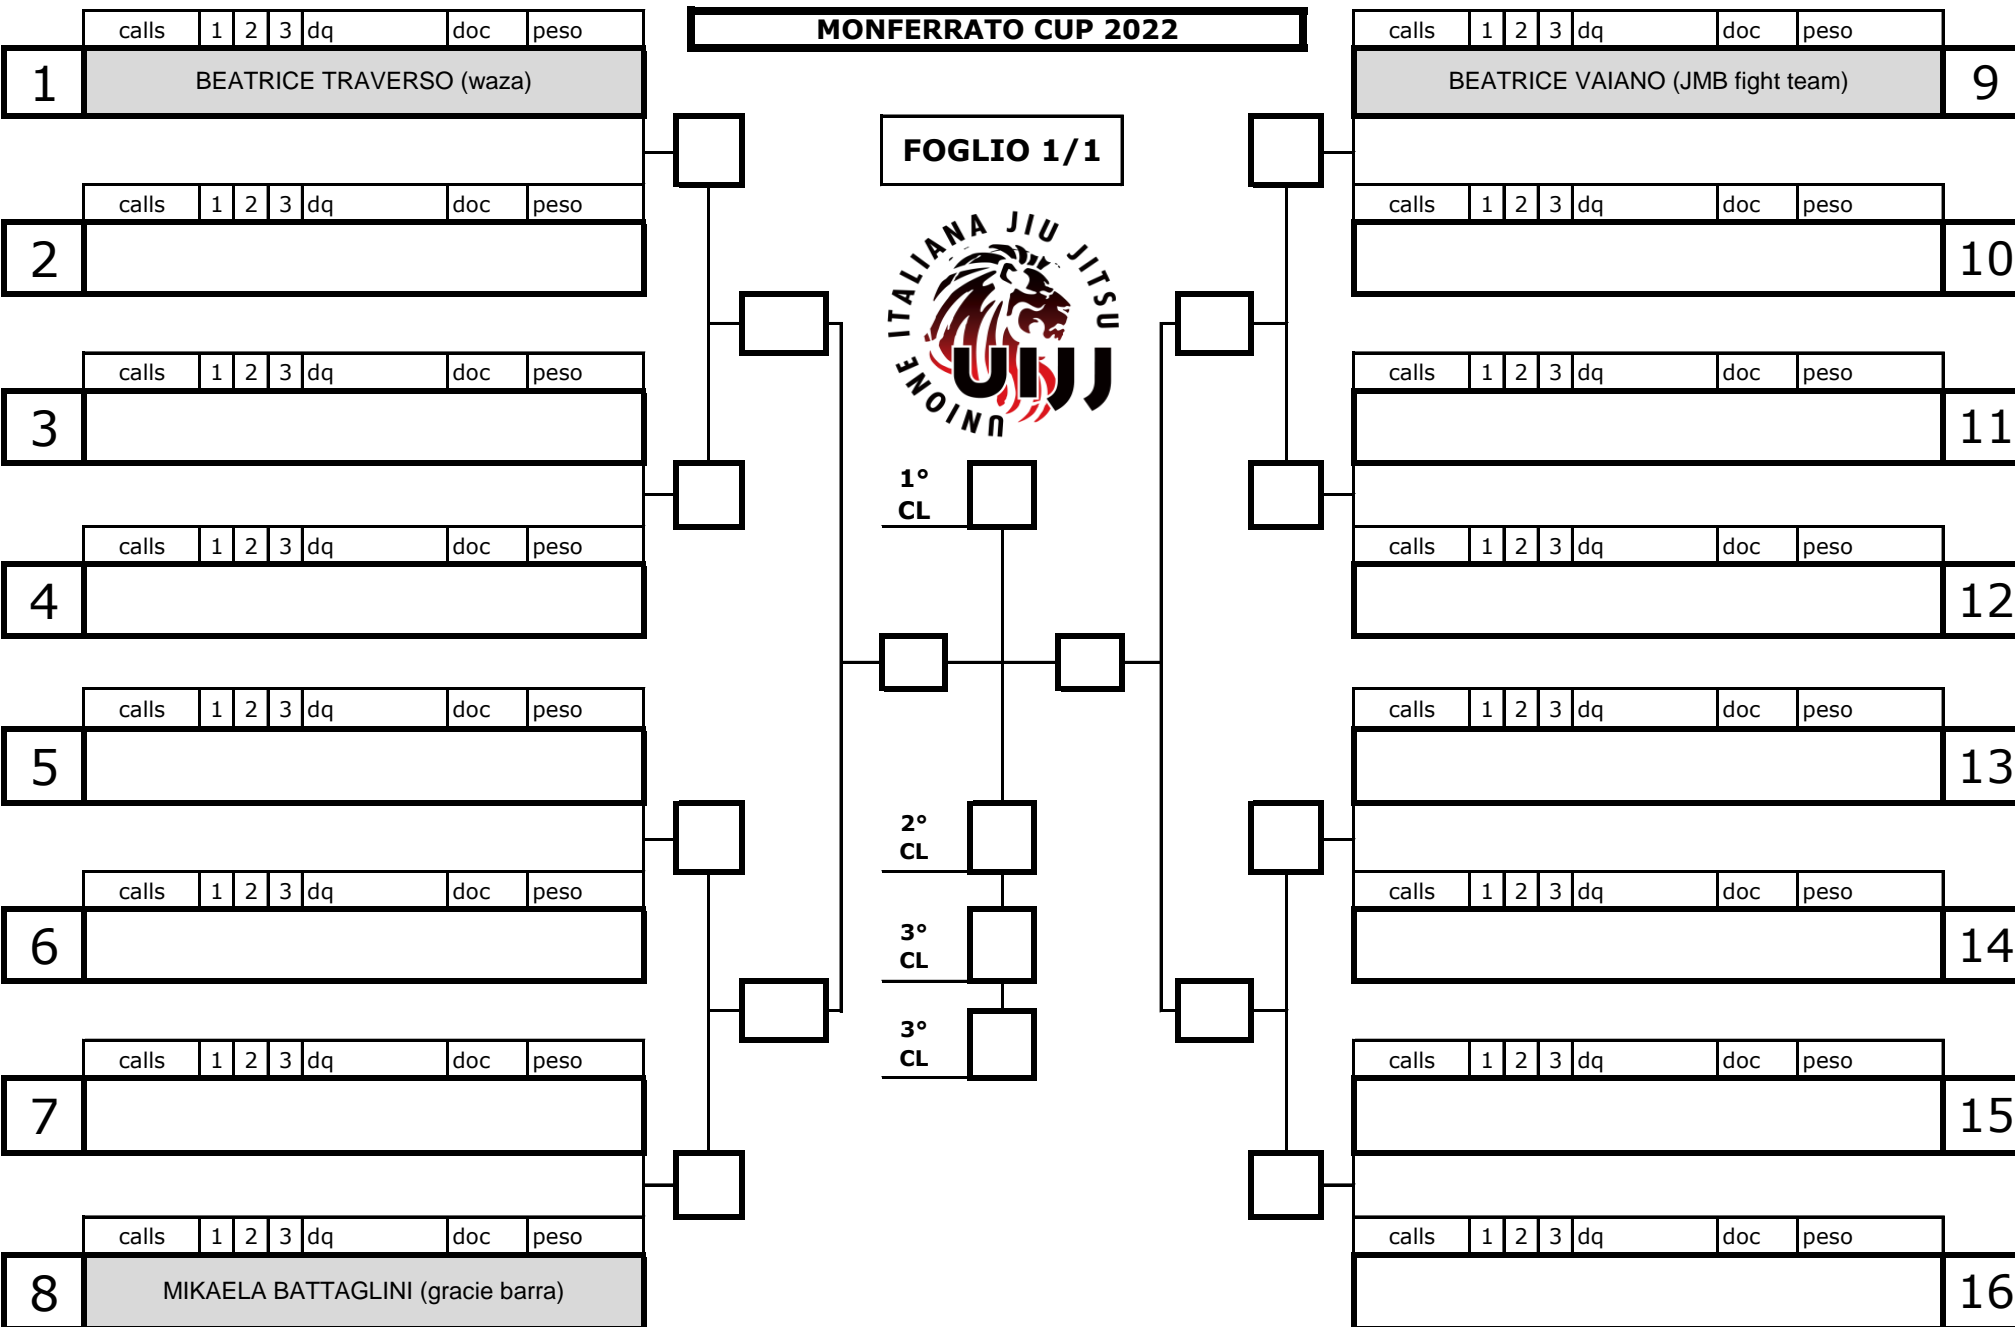 MONFERRATO CUP 2022
FOGLIO 1/1
UNIONE ITALIANA JIU JITSU
UIJJ
calls 1 2 3 dq doc peso
1 BEATRICE TRAVERSO (waza)
calls 1 2 3 dq doc peso
2
calls 1 2 3 dq doc peso
3
calls 1 2 3 dq doc peso
4
calls 1 2 3 dq doc peso
5
calls 1 2 3 dq doc peso
6
calls 1 2 3 dq doc peso
7
calls 1 2 3 dq doc peso
8 MIKAELA BATTAGLINI (gracie barra)
1°
CL
2°
CL
3°
CL
3°
CL
calls 1 2 3 dq doc peso
BEATRICE VAIANO (JMB fight team) 9
calls 1 2 3 dq doc peso
10
calls 1 2 3 dq doc peso
11
calls 1 2 3 dq doc peso
12
calls 1 2 3 dq doc peso
13
calls 1 2 3 dq doc peso
14
calls 1 2 3 dq doc peso
15
calls 1 2 3 dq doc peso
16